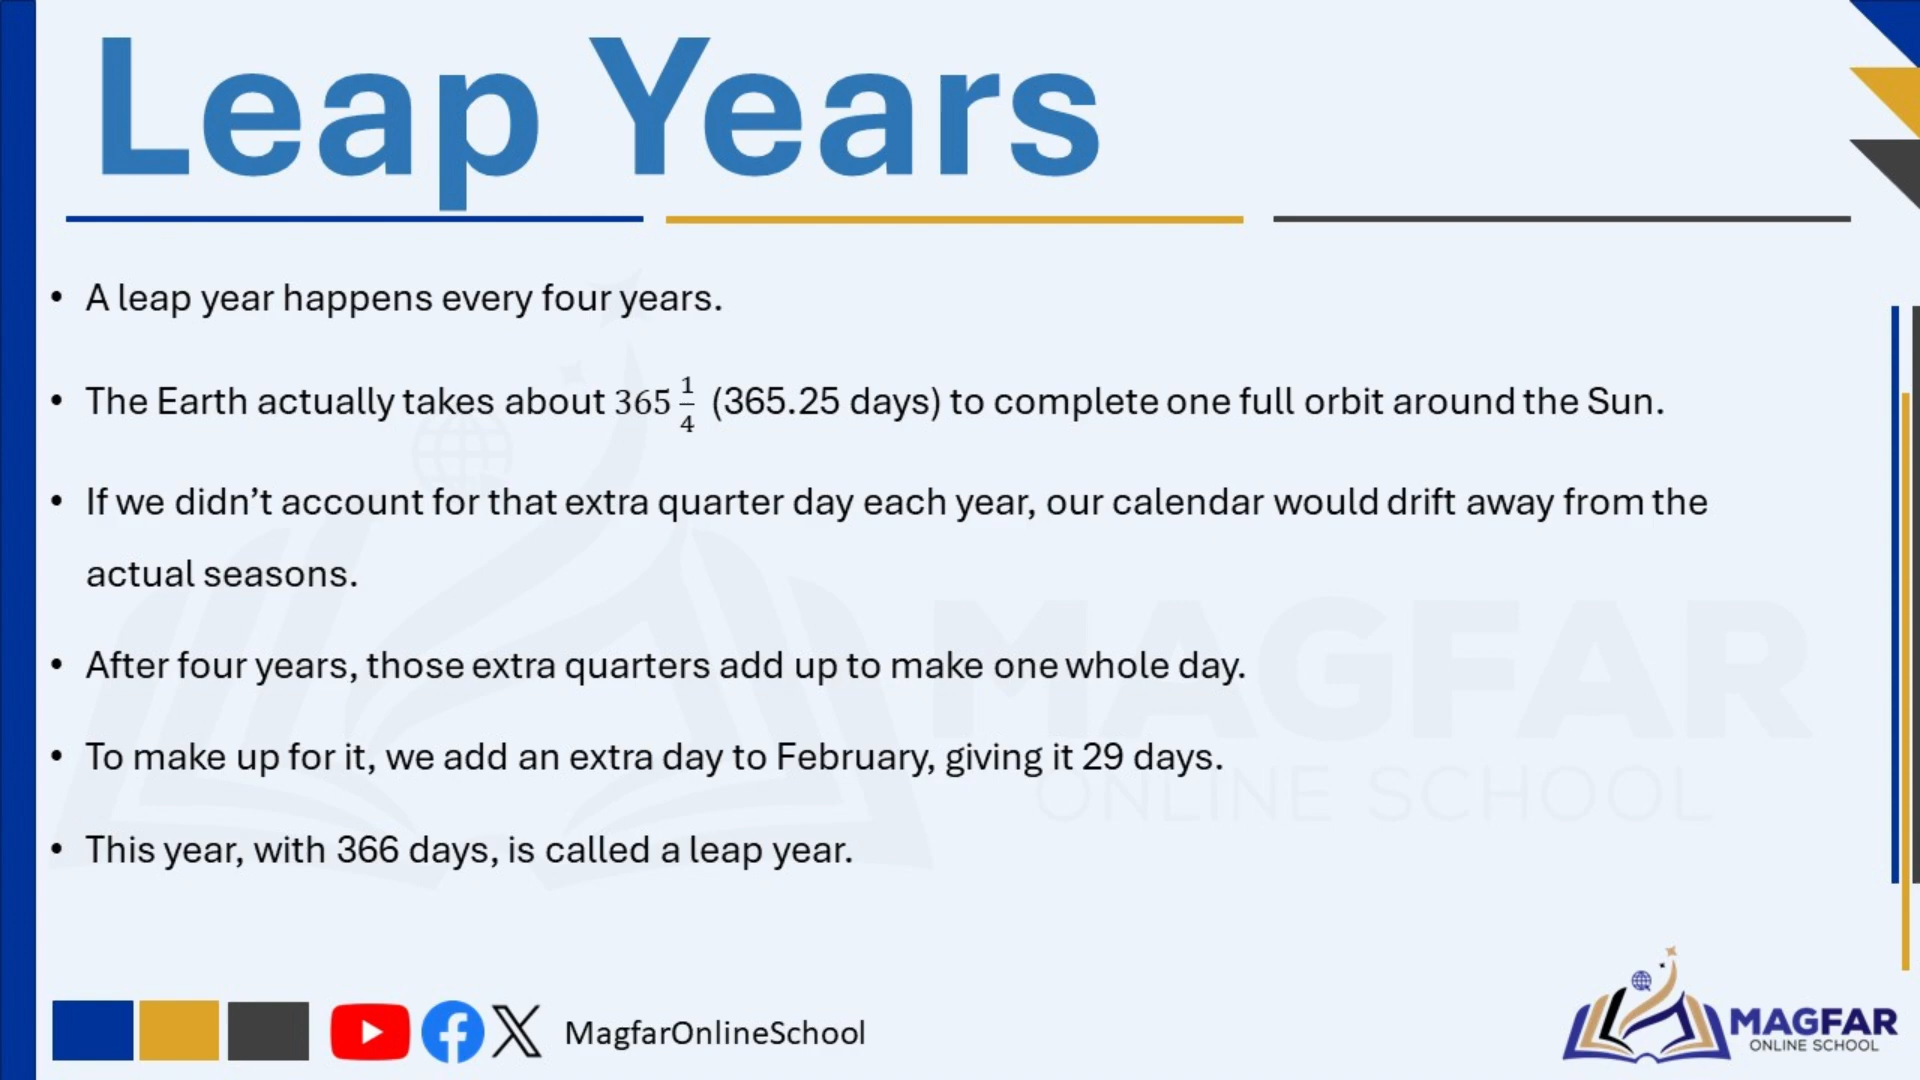 Leap Years
• A leap year happens every four years.
• The Earth actually takes about 365 1/4 (365.25 days) to complete one full orbit around the Sun.
• If we didn’t account for that extra quarter day each year, our calendar would drift away from the
actual seasons.
• After four years, those extra quarters add up to make one whole day.
• To make up for it, we add an extra day to February, giving it 29 days.
• This year, with 366 days, is called a leap year.
MAGFAR
ONLINE SCHOOL
MagfarOnlineSchool
MAGFAR
ONLINE SCHOOL